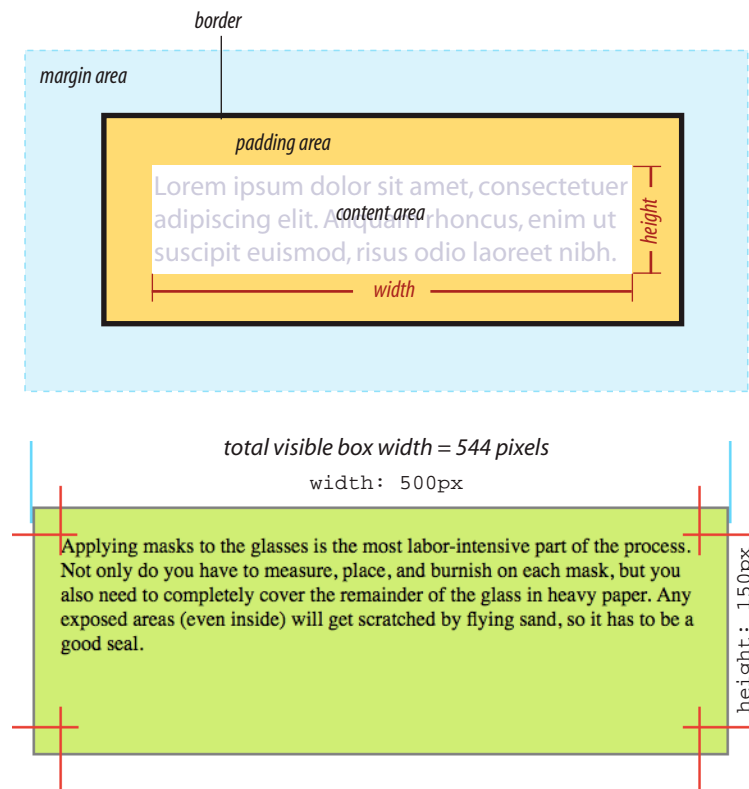 border
margin area
padding area
Lorem ipsum dolor sit amet, consectetuer
adipiscing elit. Aliquam rhoncus, enim ut
content area
suscipit euismod, risus odio laoreet nibh.
height
width
total visible box width = 544 pixels
width: 500px
Applying masks to the glasses is the most labor-intensive part of the process.
Not only do you have to measure, place, and burnish on each mask, but you
also need to completely cover the remainder of the glass in heavy paper. Any
exposed areas (even inside) will get scratched by flying sand, so it has to be a
good seal.
height: 150px